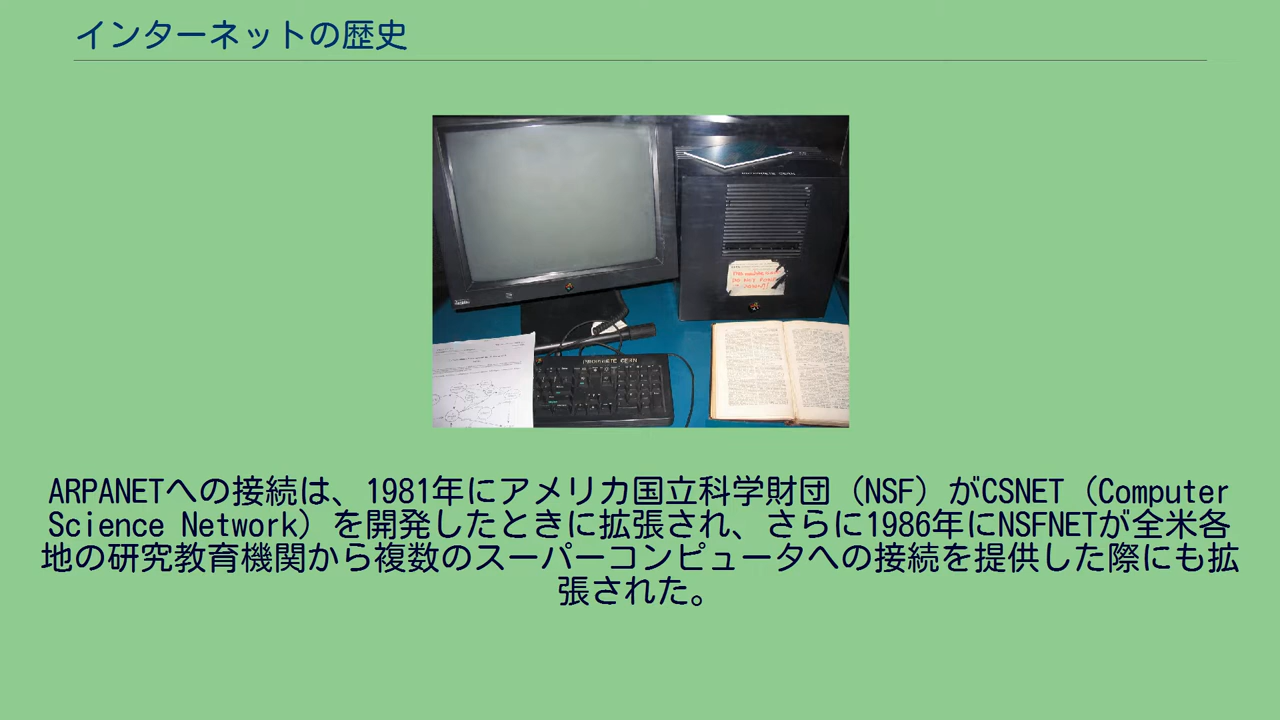 インターネットの歴史
ARPANETへの接続は、1981年にアメリカ国立科学財団（NSF）がCSNET（Computer
Science Network）を開発したときに拡張され、さらに1986年にNSFNETが全米各
地の研究教育機関から複数のスーパーコンピュータへの接続を提供した際にも拡
張された。